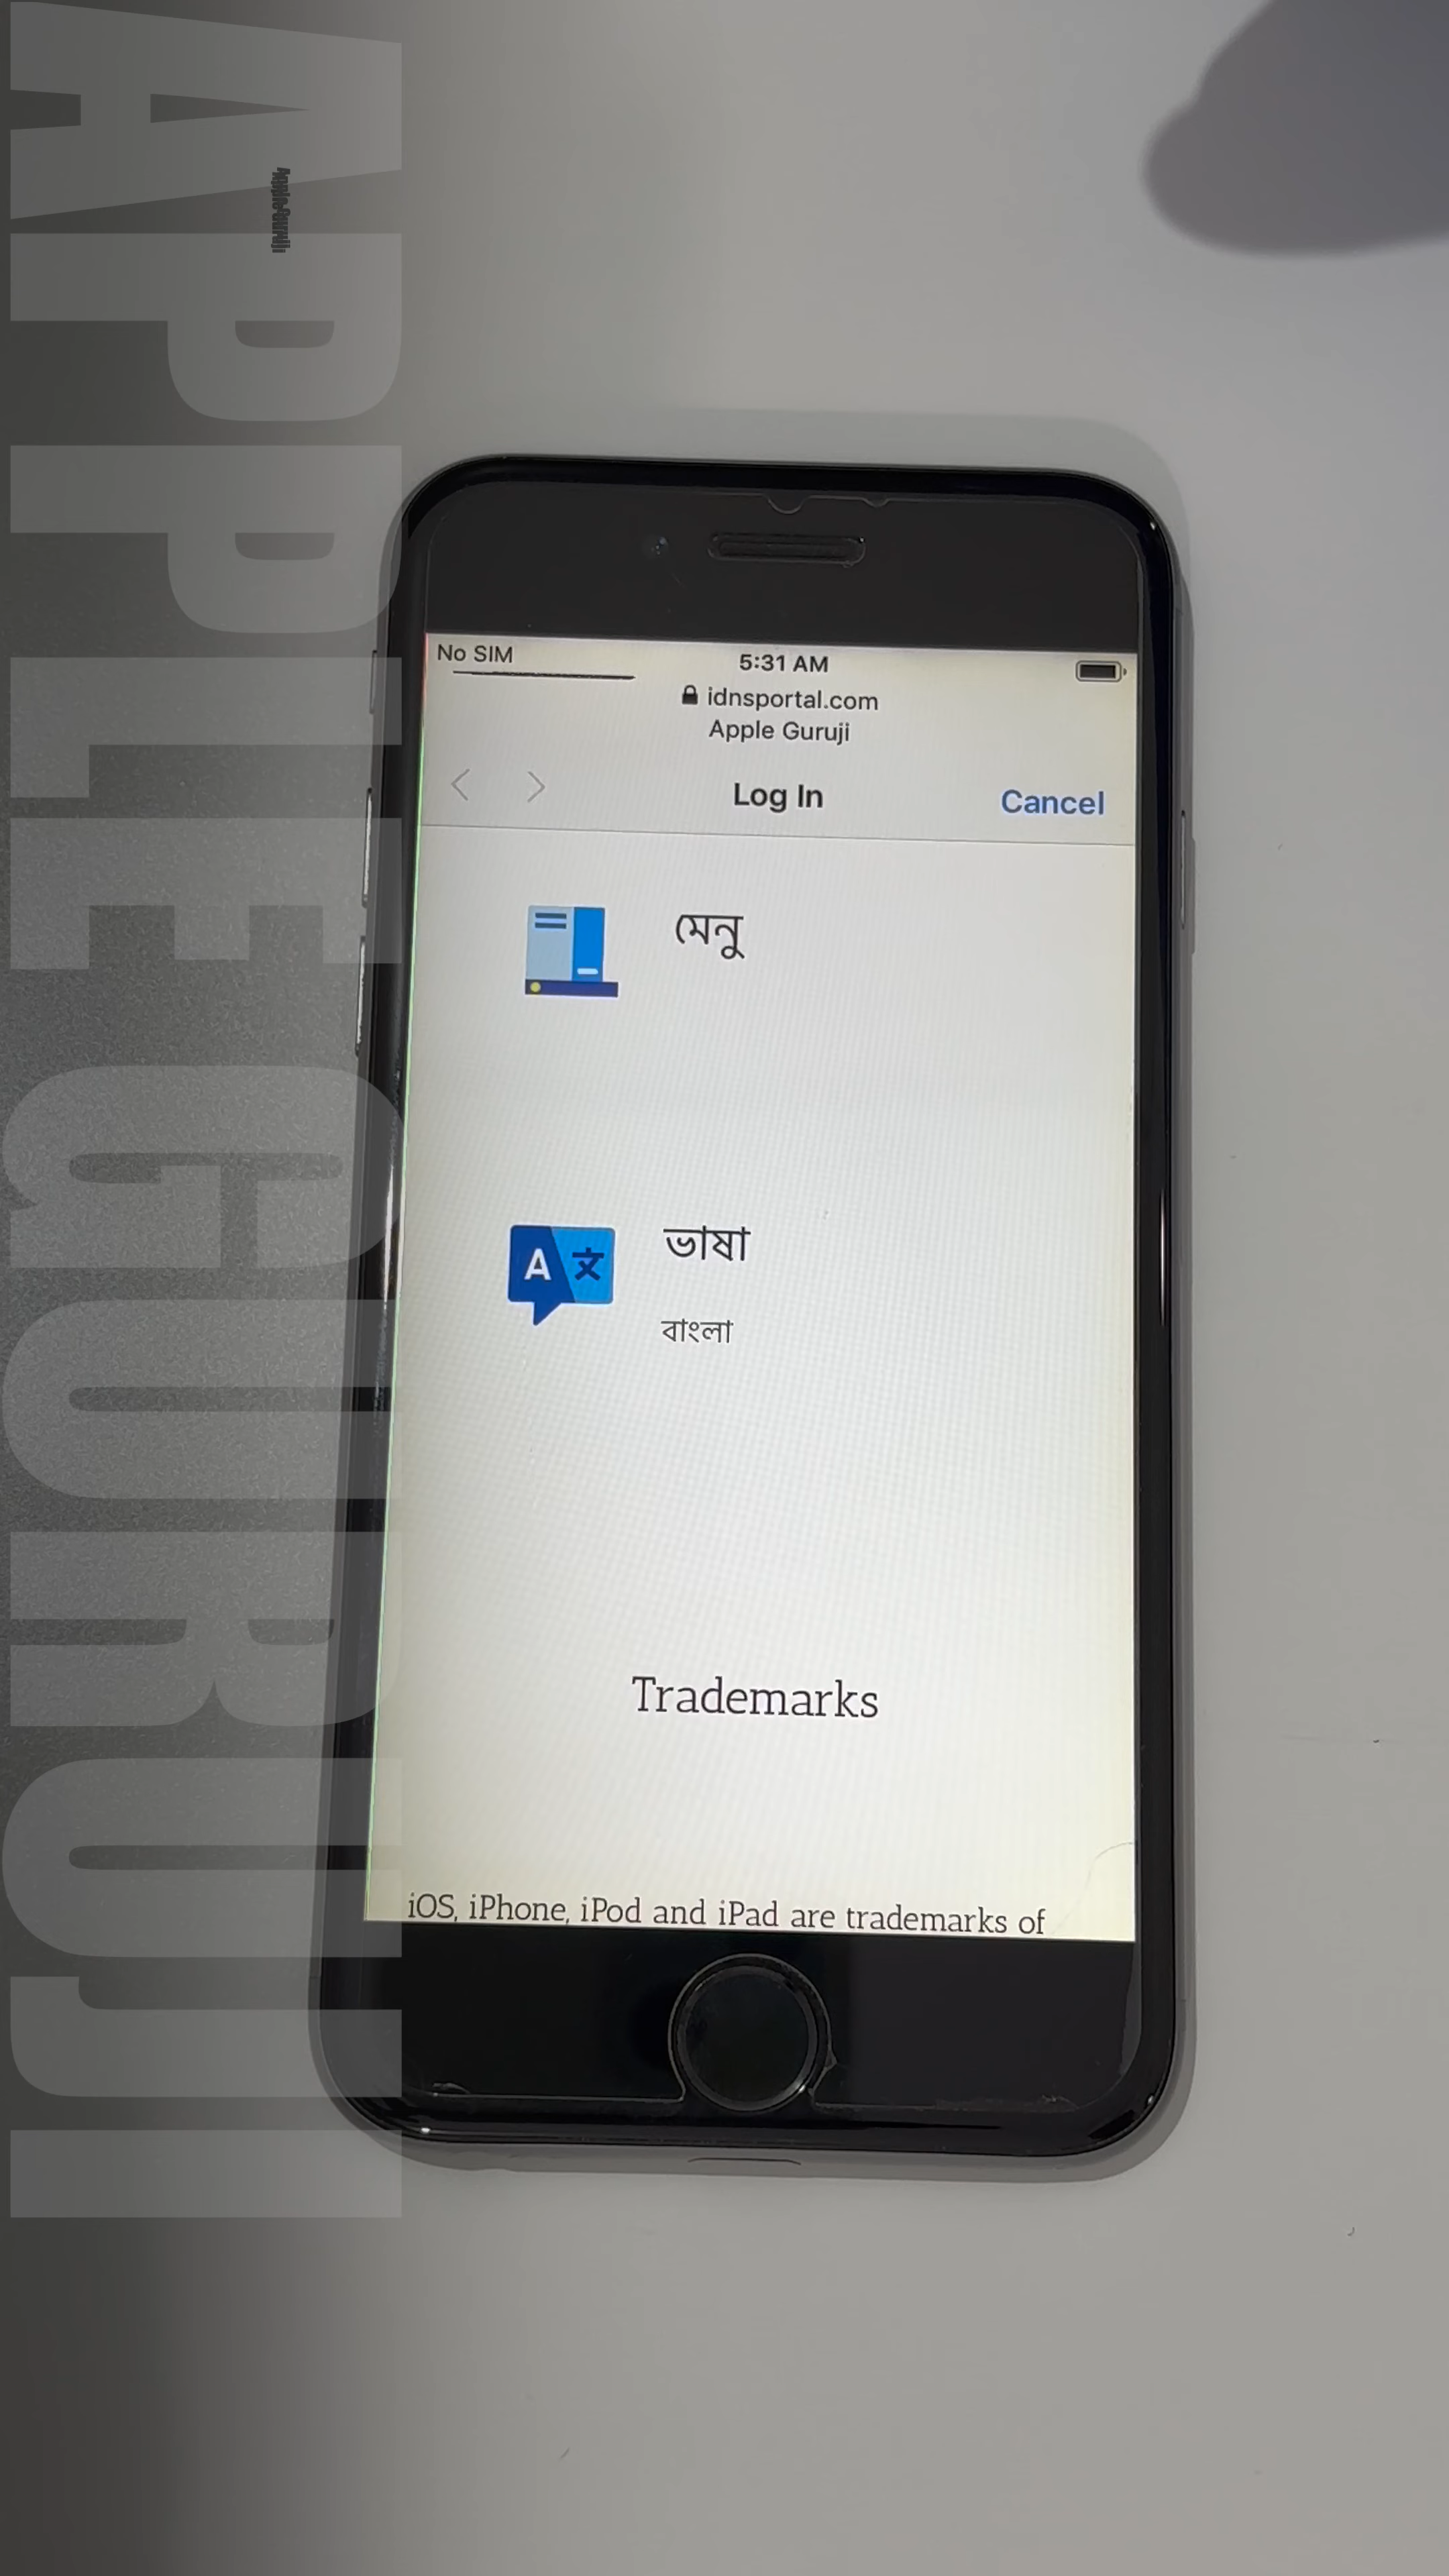 APPLE GURUJI
Apple Guruji
No SIM
5:31 AM
idnsportal.com
Apple Guruji
Log In
Cancel
মেনু
A 文
ভাষা
বাংলা
Trademarks
iOS, iPhone, iPod and iPad are trademarks of